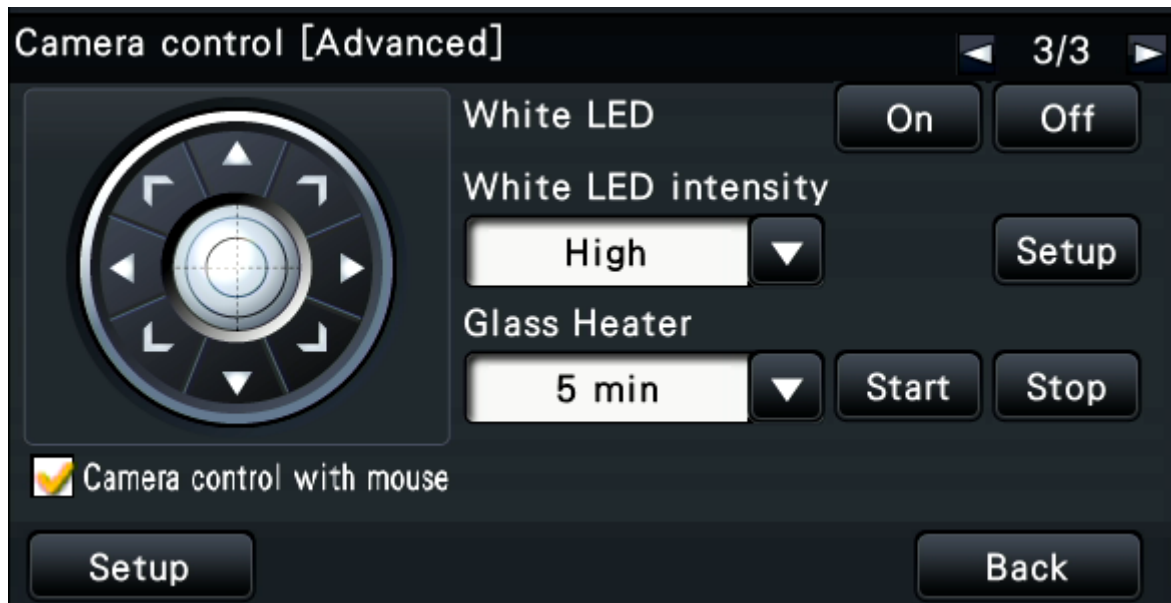 Camera control [Advanced]
3/3
White LED
On
Off
White LED intensity
High
Setup
Glass Heater
5 min
Start
Stop
Camera control with mouse
Setup
Back